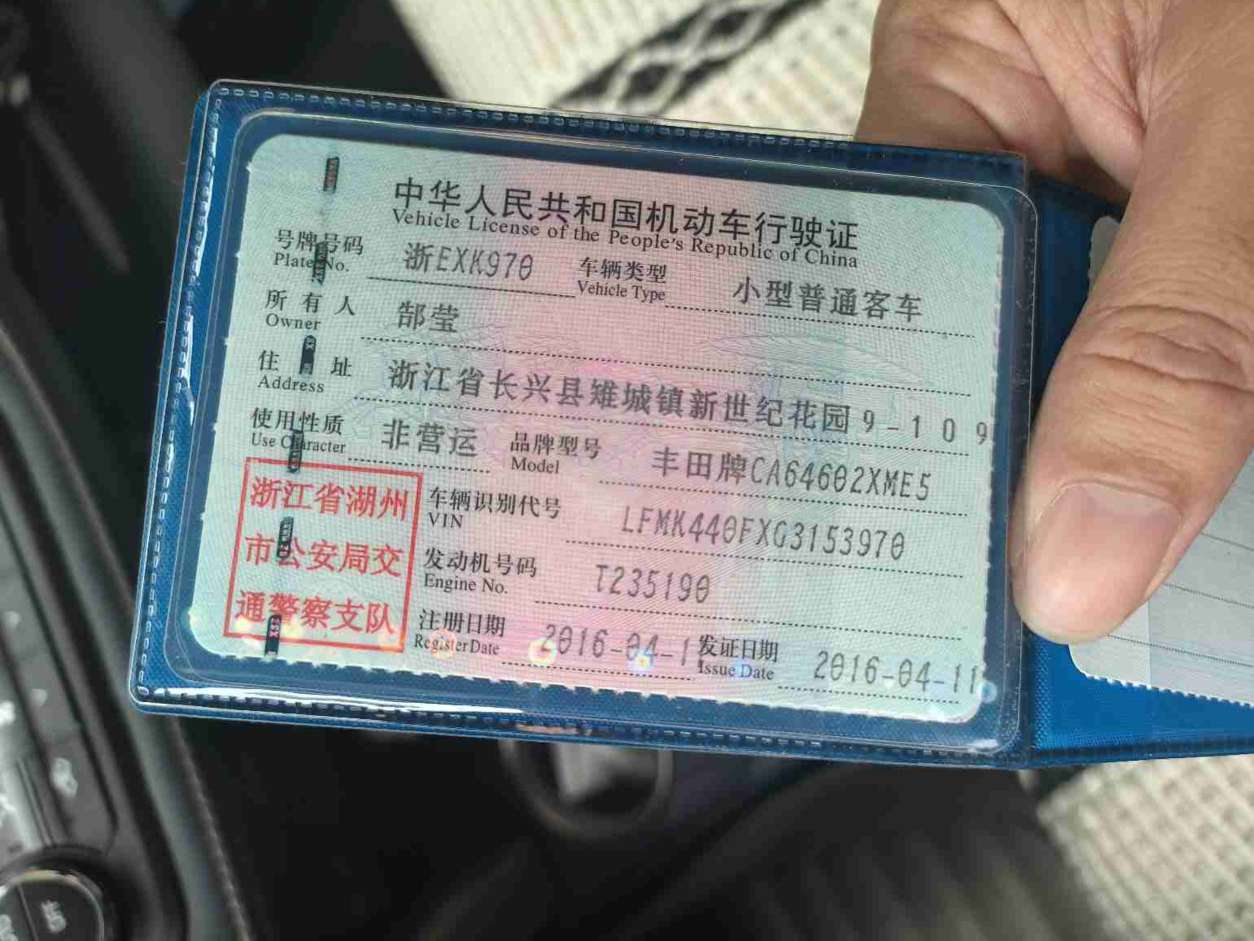 中华人民共和国机动车行驶证
Vehicle License of the People's Republic of China
号牌号码 浙EXK970 车辆类型 小型普通客车
Plate No. Vehicle Type
所有人 郜莹
Owner
住址 浙江省长兴县雉城镇新世纪花园9-109
Address
使用性质 非营运 品牌型号 丰田牌CA64602XME5
Use Character Model
浙江省湖州
市公安局交
通警察支队
车辆识别代号 LFMK440FXG3153970
VIN
发动机号码 T235190
Engine No.
注册日期 2016-04-1 发证日期 2016-04-11
Register Date Issue Date